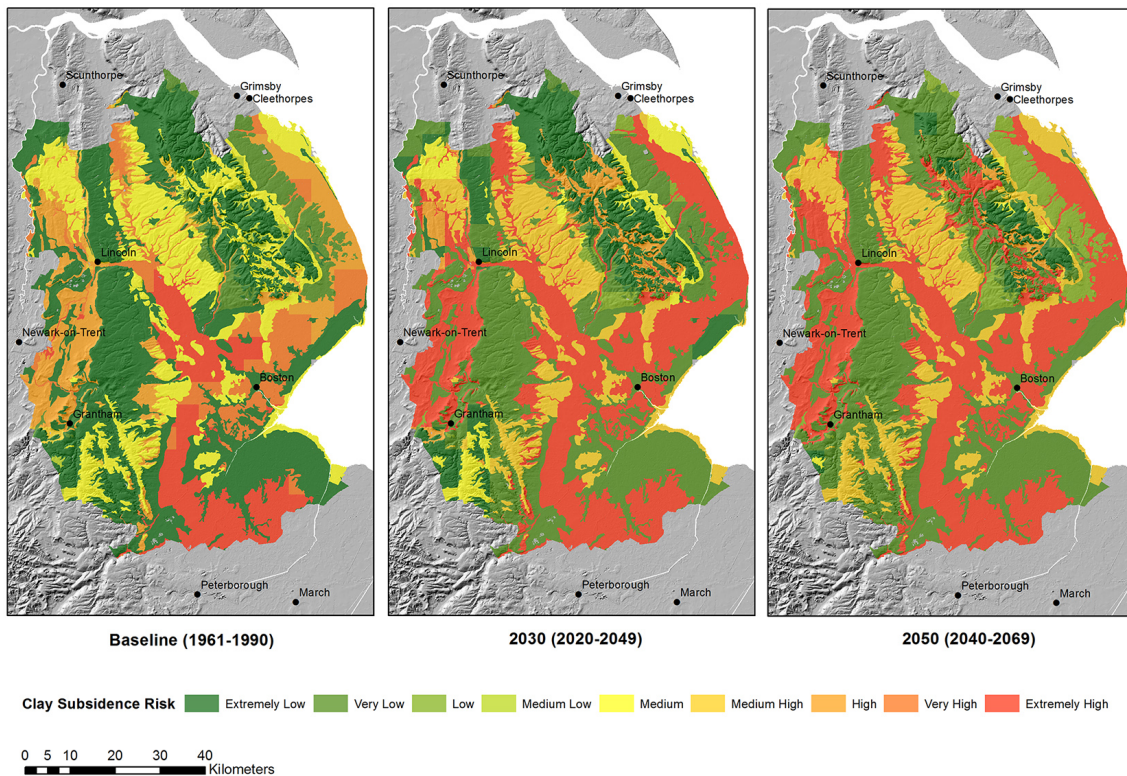 Scunthorpe
Grimsby
Cleethorpes
Lincoln
Newark-on-Trent
Boston
Grantham
Peterborough
March
Scunthorpe
Grimsby
Cleethorpes
Lincoln
Newark-on-Trent
Boston
Grantham
Peterborough
March
Scunthorpe
Grimsby
Cleethorpes
Lincoln
Newark-on-Trent
Boston
Grantham
Peterborough
March
Baseline (1961-1990)
2030 (2020-2049)
2050 (2040-2069)
Clay Subsidence Risk Extremely Low Very Low Low Medium Low Medium Medium High High Very High Extremely High
0 5 10 20 30 40
Kilometers